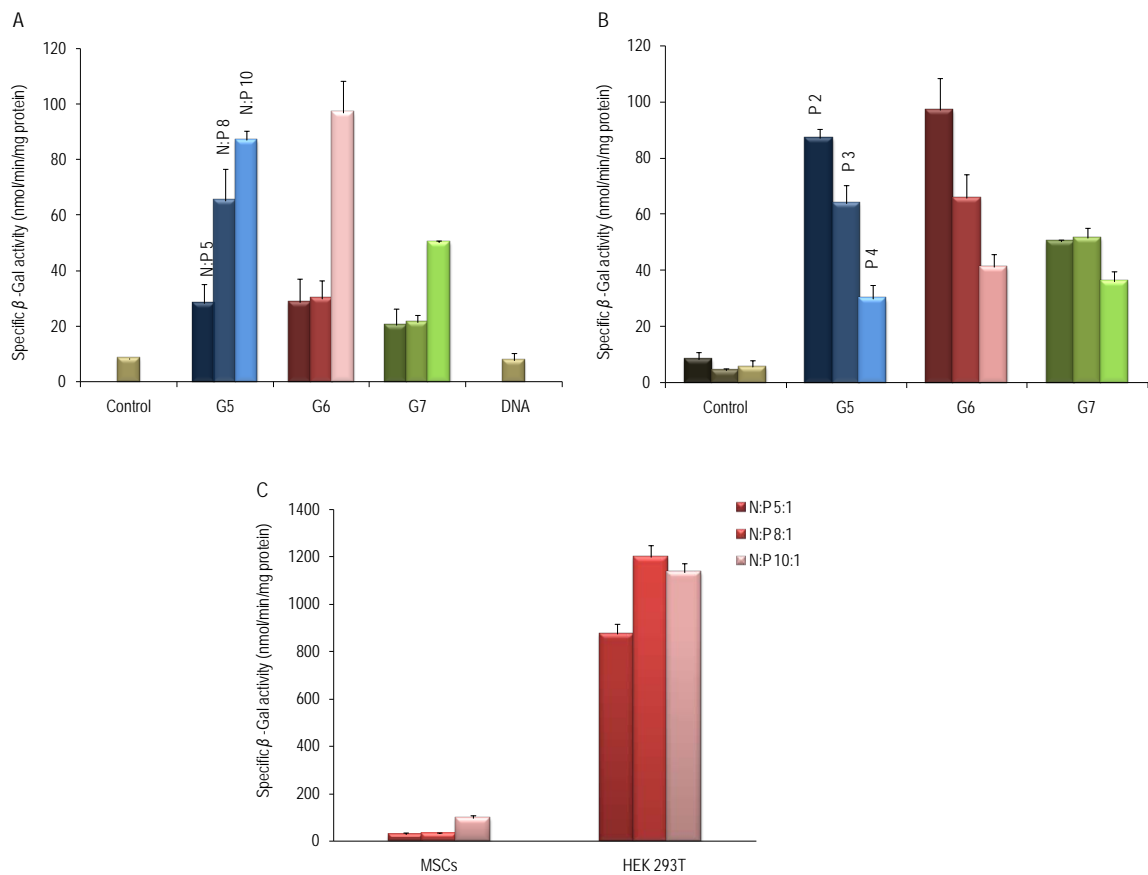 A
Specific β -Gal activity (nmol/min/mg protein)
120
100
80
60
40
20
0
N:P 5
N:P 8
N:P 10
Control
G5
G6
G7
DNA
B
Specific β -Gal activity (nmol/min/mg protein)
120
100
80
60
40
20
0
P 2
P 3
P 4
Control
G5
G6
G7
C
Specific β -Gal activity (nmol/min/mg protein)
1400
1200
1000
800
600
400
200
0
N:P 5:1
N:P 8:1
N:P 10:1
MSCs
HEK 293T